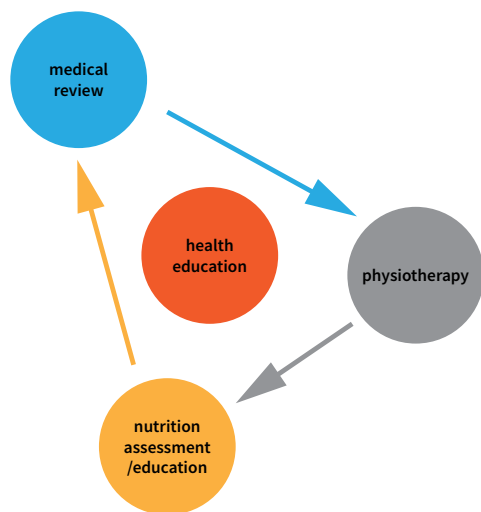 medical
review
health
education
physiotherapy
nutrition
assessment
/education